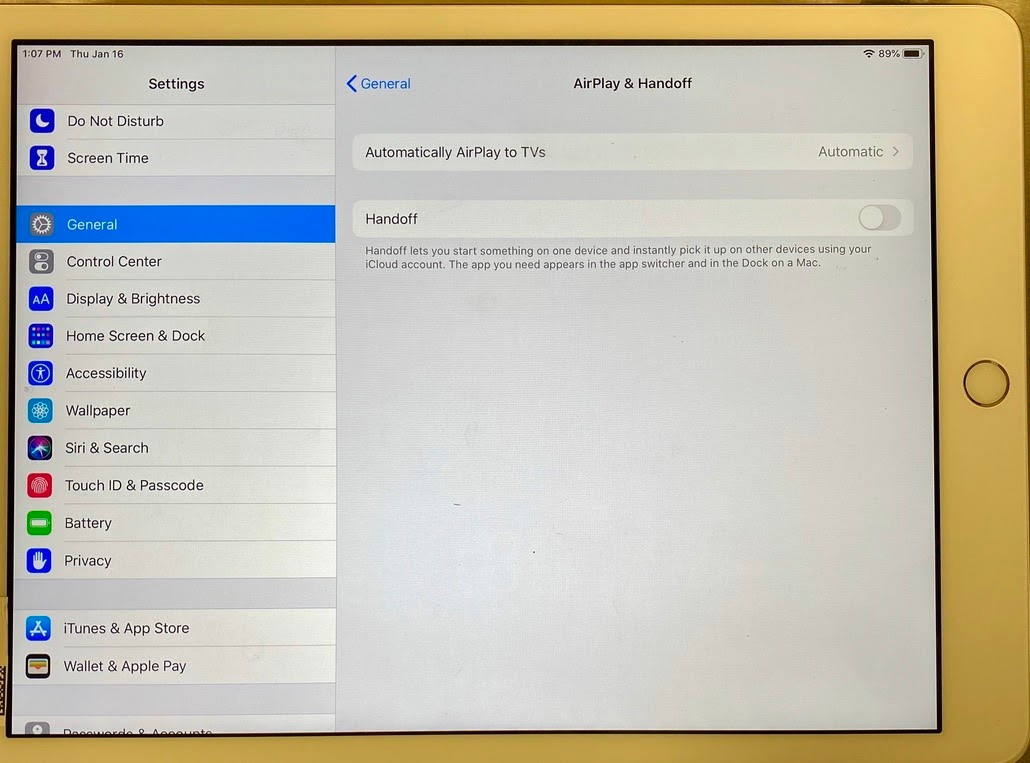 1:07 PM Thu Jan 16
89%
Settings
Do Not Disturb
Screen Time
General
Control Center
AA
Display & Brightness
Home Screen & Dock
Accessibility
Wallpaper
Siri & Search
Touch ID & Passcode
Battery
Privacy
iTunes & App Store
Wallet & Apple Pay
Passwords & Accounts
General
AirPlay & Handoff
Automatically AirPlay to TVs
Automatic
Handoff
Handoff lets you start something on one device and instantly pick it up on other devices using your
iCloud account. The app you need appears in the app switcher and in the Dock on a Mac.